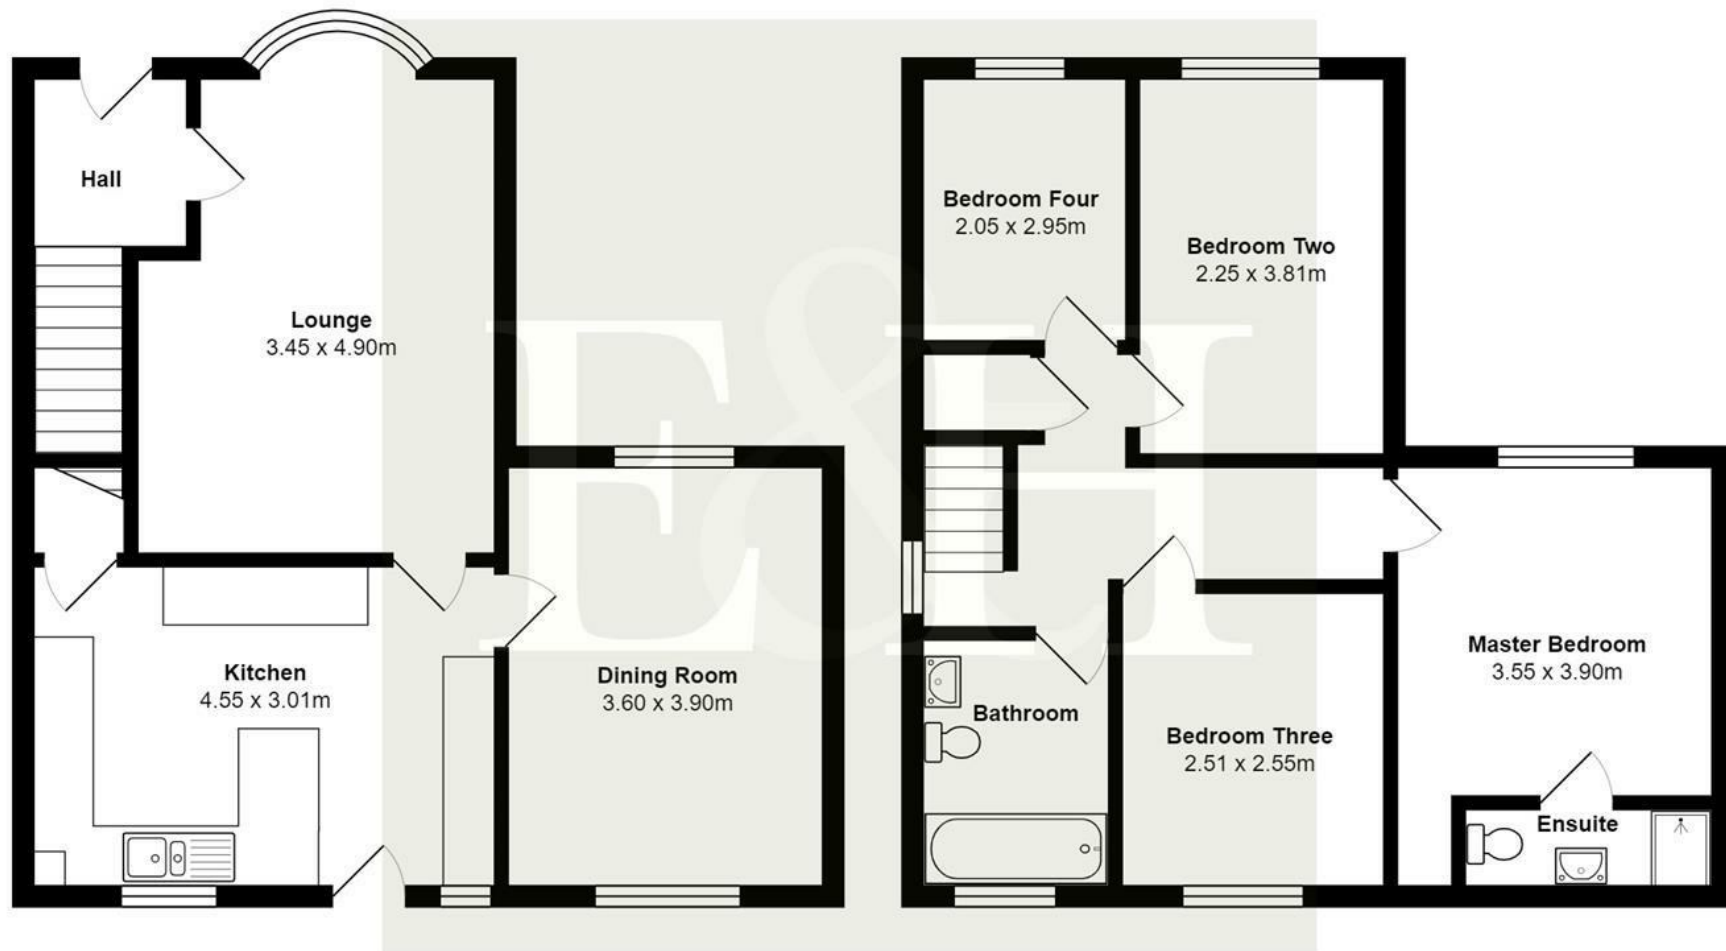 Hall
Lounge
3.45 x 4.90m
Kitchen
4.55 x 3.01m
Dining Room
3.60 x 3.90m
Bedroom Four
2.05 x 2.95m
Bedroom Two
2.25 x 3.81m
Master Bedroom
3.55 x 3.90m
Bathroom
Bedroom Three
2.51 x 2.55m
Ensuite
E&H